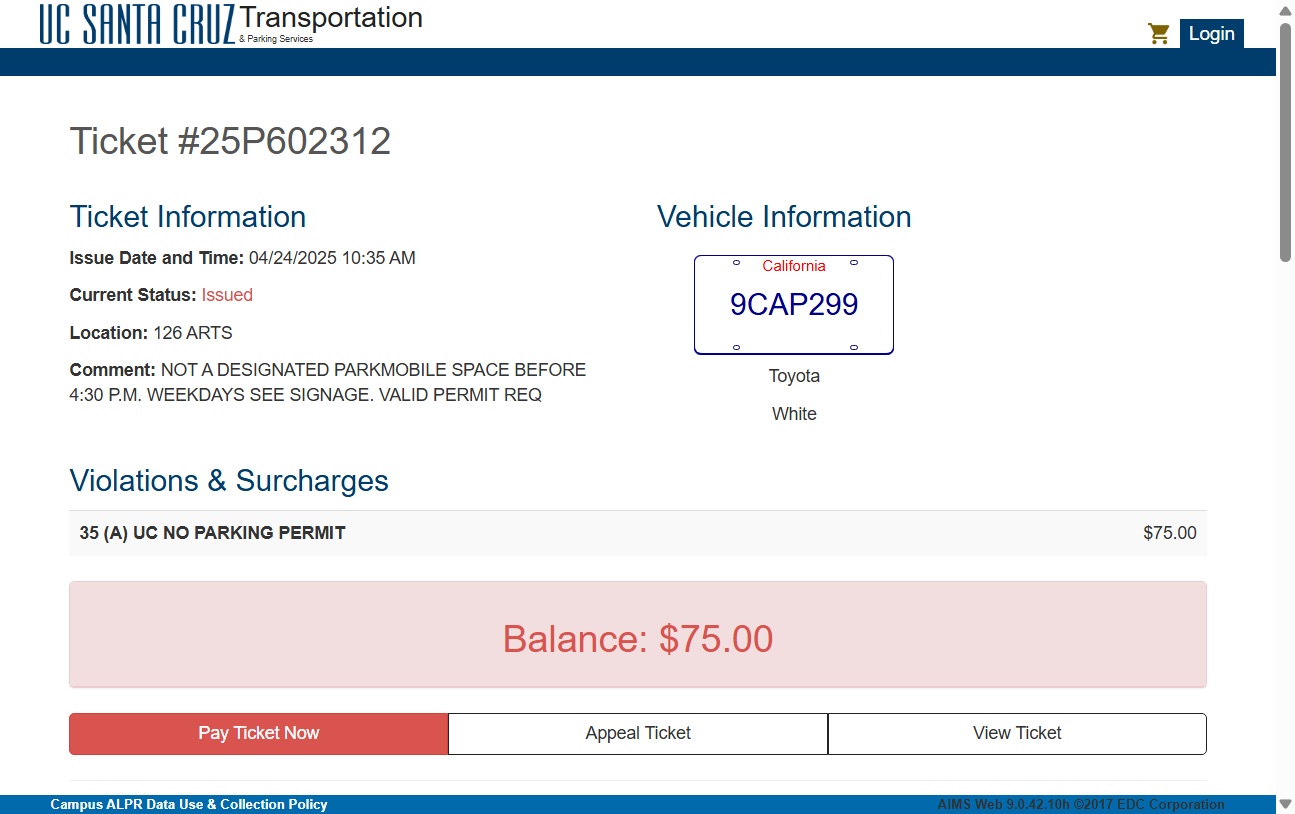 UC SANTA CRUZ Transportation
& Parking Services
Login
Ticket #25P602312
Ticket Information
Issue Date and Time: 04/24/2025 10:35 AM
Current Status: Issued
Location: 126 ARTS
Comment: NOT A DESIGNATED PARKMOBILE SPACE BEFORE
4:30 P.M. WEEKDAYS SEE SIGNAGE. VALID PERMIT REQ
Vehicle Information
California
9CAP299
Toyota
White
Violations & Surcharges
35 (A) UC NO PARKING PERMIT $75.00
Balance: $75.00
Pay Ticket Now Appeal Ticket View Ticket
Campus ALPR Data Use & Collection Policy AIMS Web 9.0.42.10h ©2017 EDC Corporation